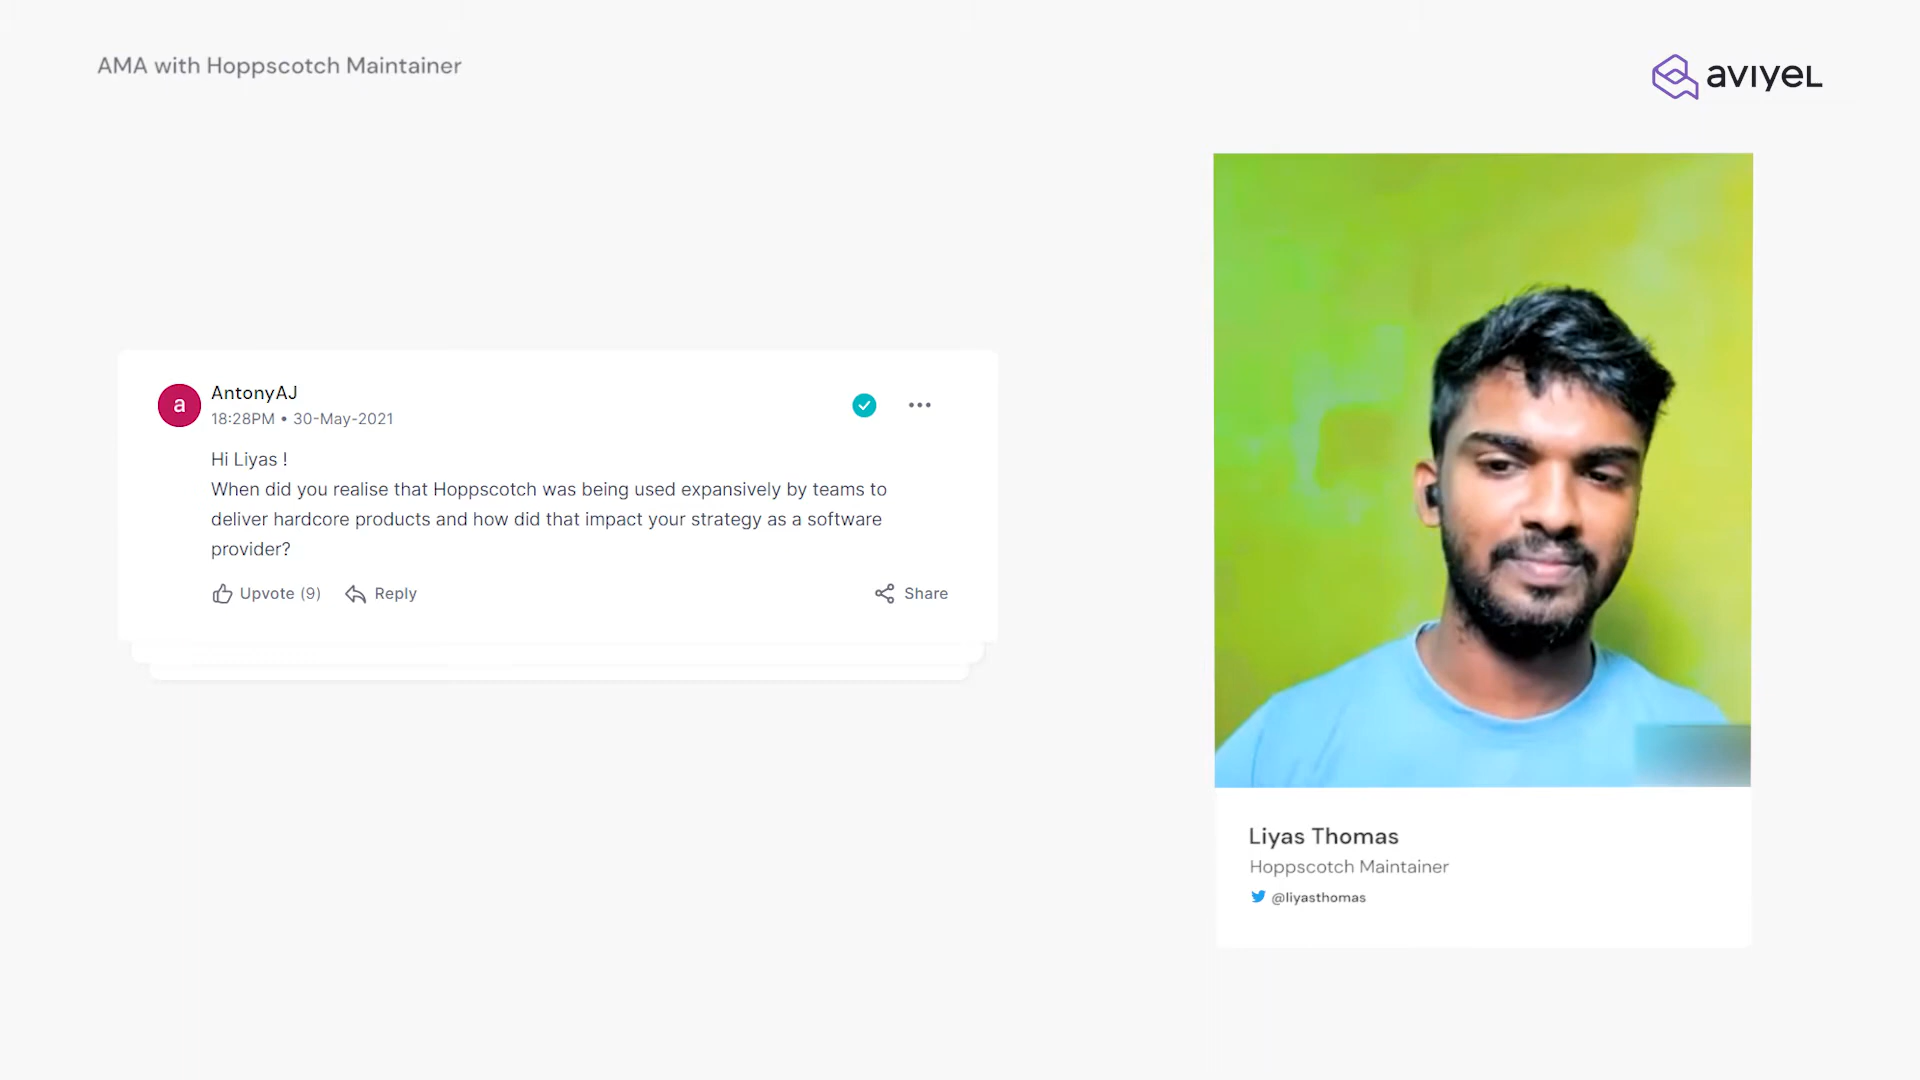 AMA with Hoppscotch Maintainer
aviyel
a
AntonyAJ
18:28PM • 30-May-2021
Hi Liyas !
When did you realise that Hoppscotch was being used expansively by teams to
deliver hardcore products and how did that impact your strategy as a software
provider?
Upvote (9)
Reply
Share
Liyas Thomas
Hoppscotch Maintainer
@liyasthomas